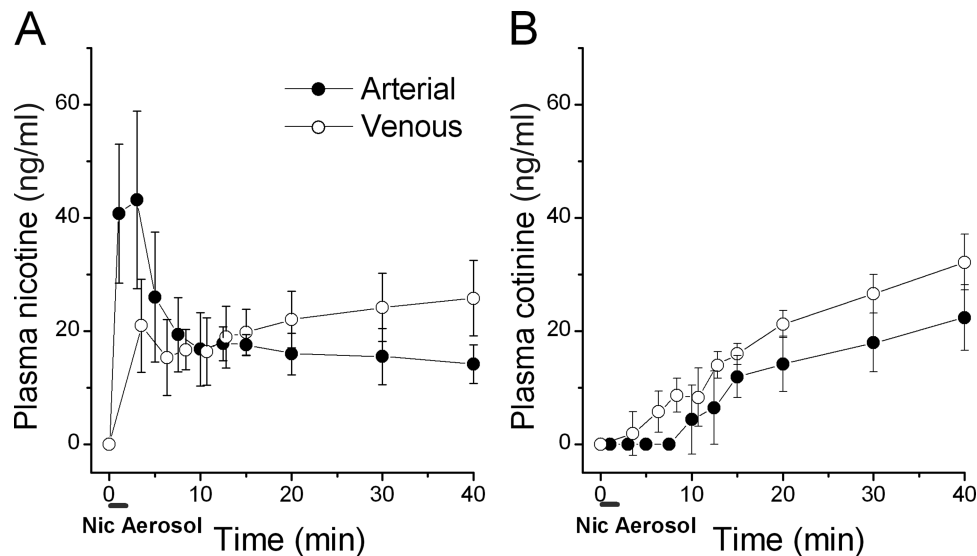 A
Plasma nicotine (ng/ml)
60
40
20
0
Arterial
Venous
0 10 20 30 40
Nic Aerosol Time (min)
B
Plasma cotinine (ng/ml)
60
40
20
0
0 10 20 30 40
Nic Aerosol Time (min)